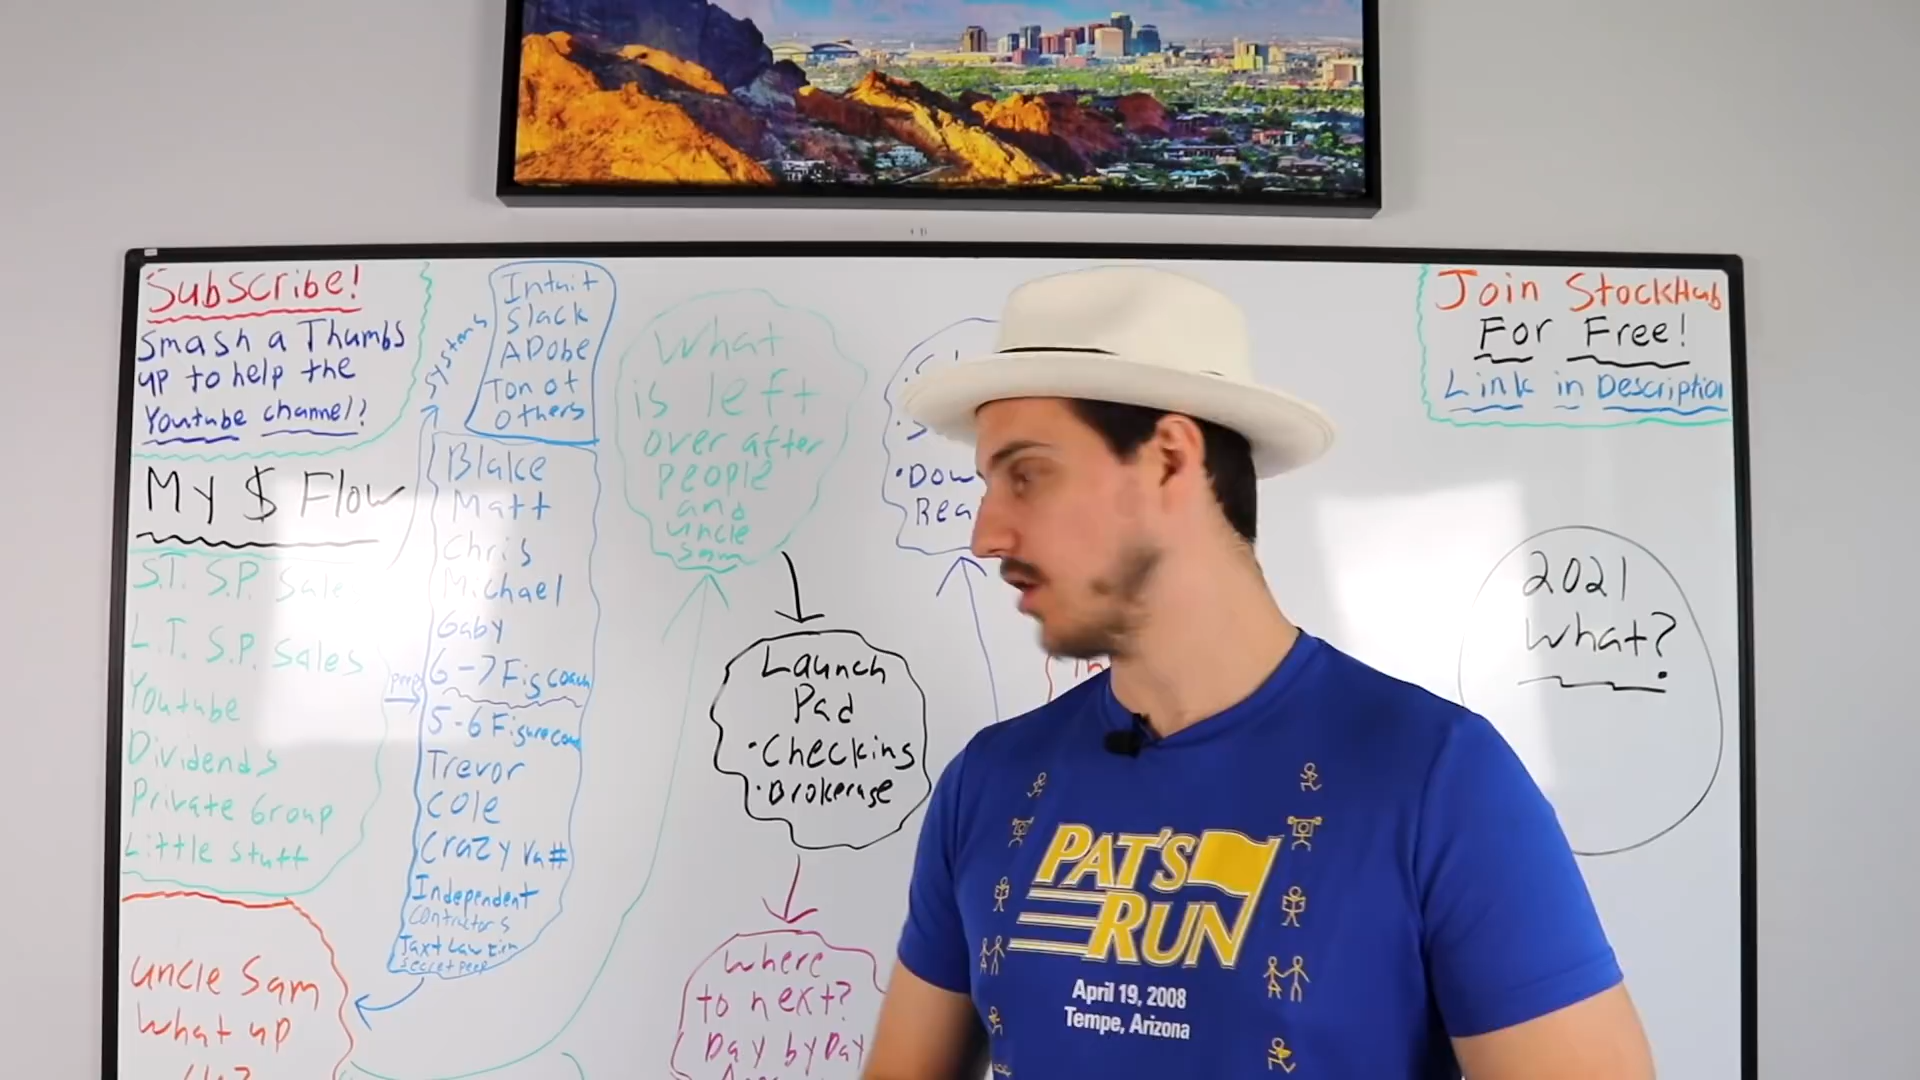 Subscribe!
Smash a Thumbs
up to help the
Youtube channel!
My $ Flow
S.T. S.P. Sale
L.T. S.P. Sales
Youtube
Dividends
Private Group
Little Stuff
Uncle Sam
What up
Systems
Intuit
Slack
ADobe
Ton of
others
peep
Blake
Matt
Chris
Michael
Gaby
6-7 Fig coach
5-6 Figure
Trevor
Cole
Crazy Va#
Independent
Contractors
Tax + Law Firm
Secret peep
What
is left
over after
people
and
uncle
Sam
Launch
Pad
• Checking
• Brokerage
Where
to next?
Day by Day
• Dow
Rea
Th
Join StockHub
For Free!
Link in Description
2021
What?
PAT'S
RUN
April 19, 2008
Tempe, Arizona